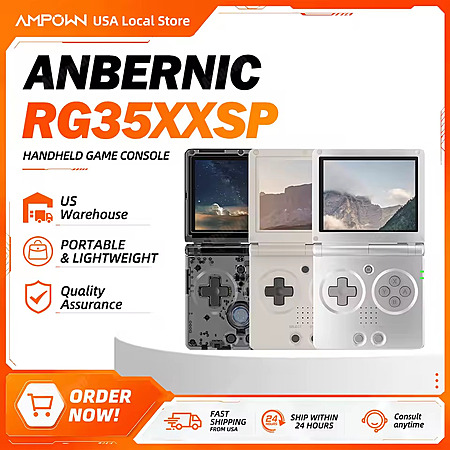 AMPOWN USA Local Store
ANBERNIC
RG35XXSP
HANDHELD GAME CONSOLE
US
Warehouse
PORTABLE
& LIGHTWEIGHT
Quality
Assurance
ORDER
NOW!
FAST
SHIPPING
FROM USA
24
HOURS
SHIP WITHIN
24 HOURS
Consult
anytime